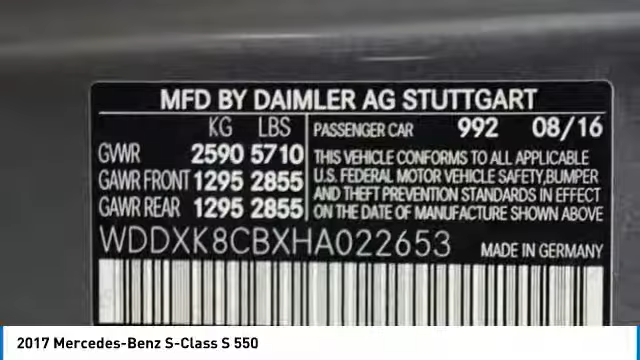 MFD BY DAIMLER AG STUTTGART
KG LBS PASSENGER CAR 992 08/16
GVWR 2590 5710 THIS VEHICLE CONFORMS TO ALL APPLICABLE
GAWR FRONT 1295 2855 U.S. FEDERAL MOTOR VEHICLE SAFETY,BUMPER
GAWR REAR 1295 2855 AND THEFT PREVENTION STANDARDS IN EFFECT
ON THE DATE OF MANUFACTURE SHOWN ABOVE
WDDXK8CBXHA022653 MADE IN GERMANY
2017 Mercedes-Benz S-Class S 550